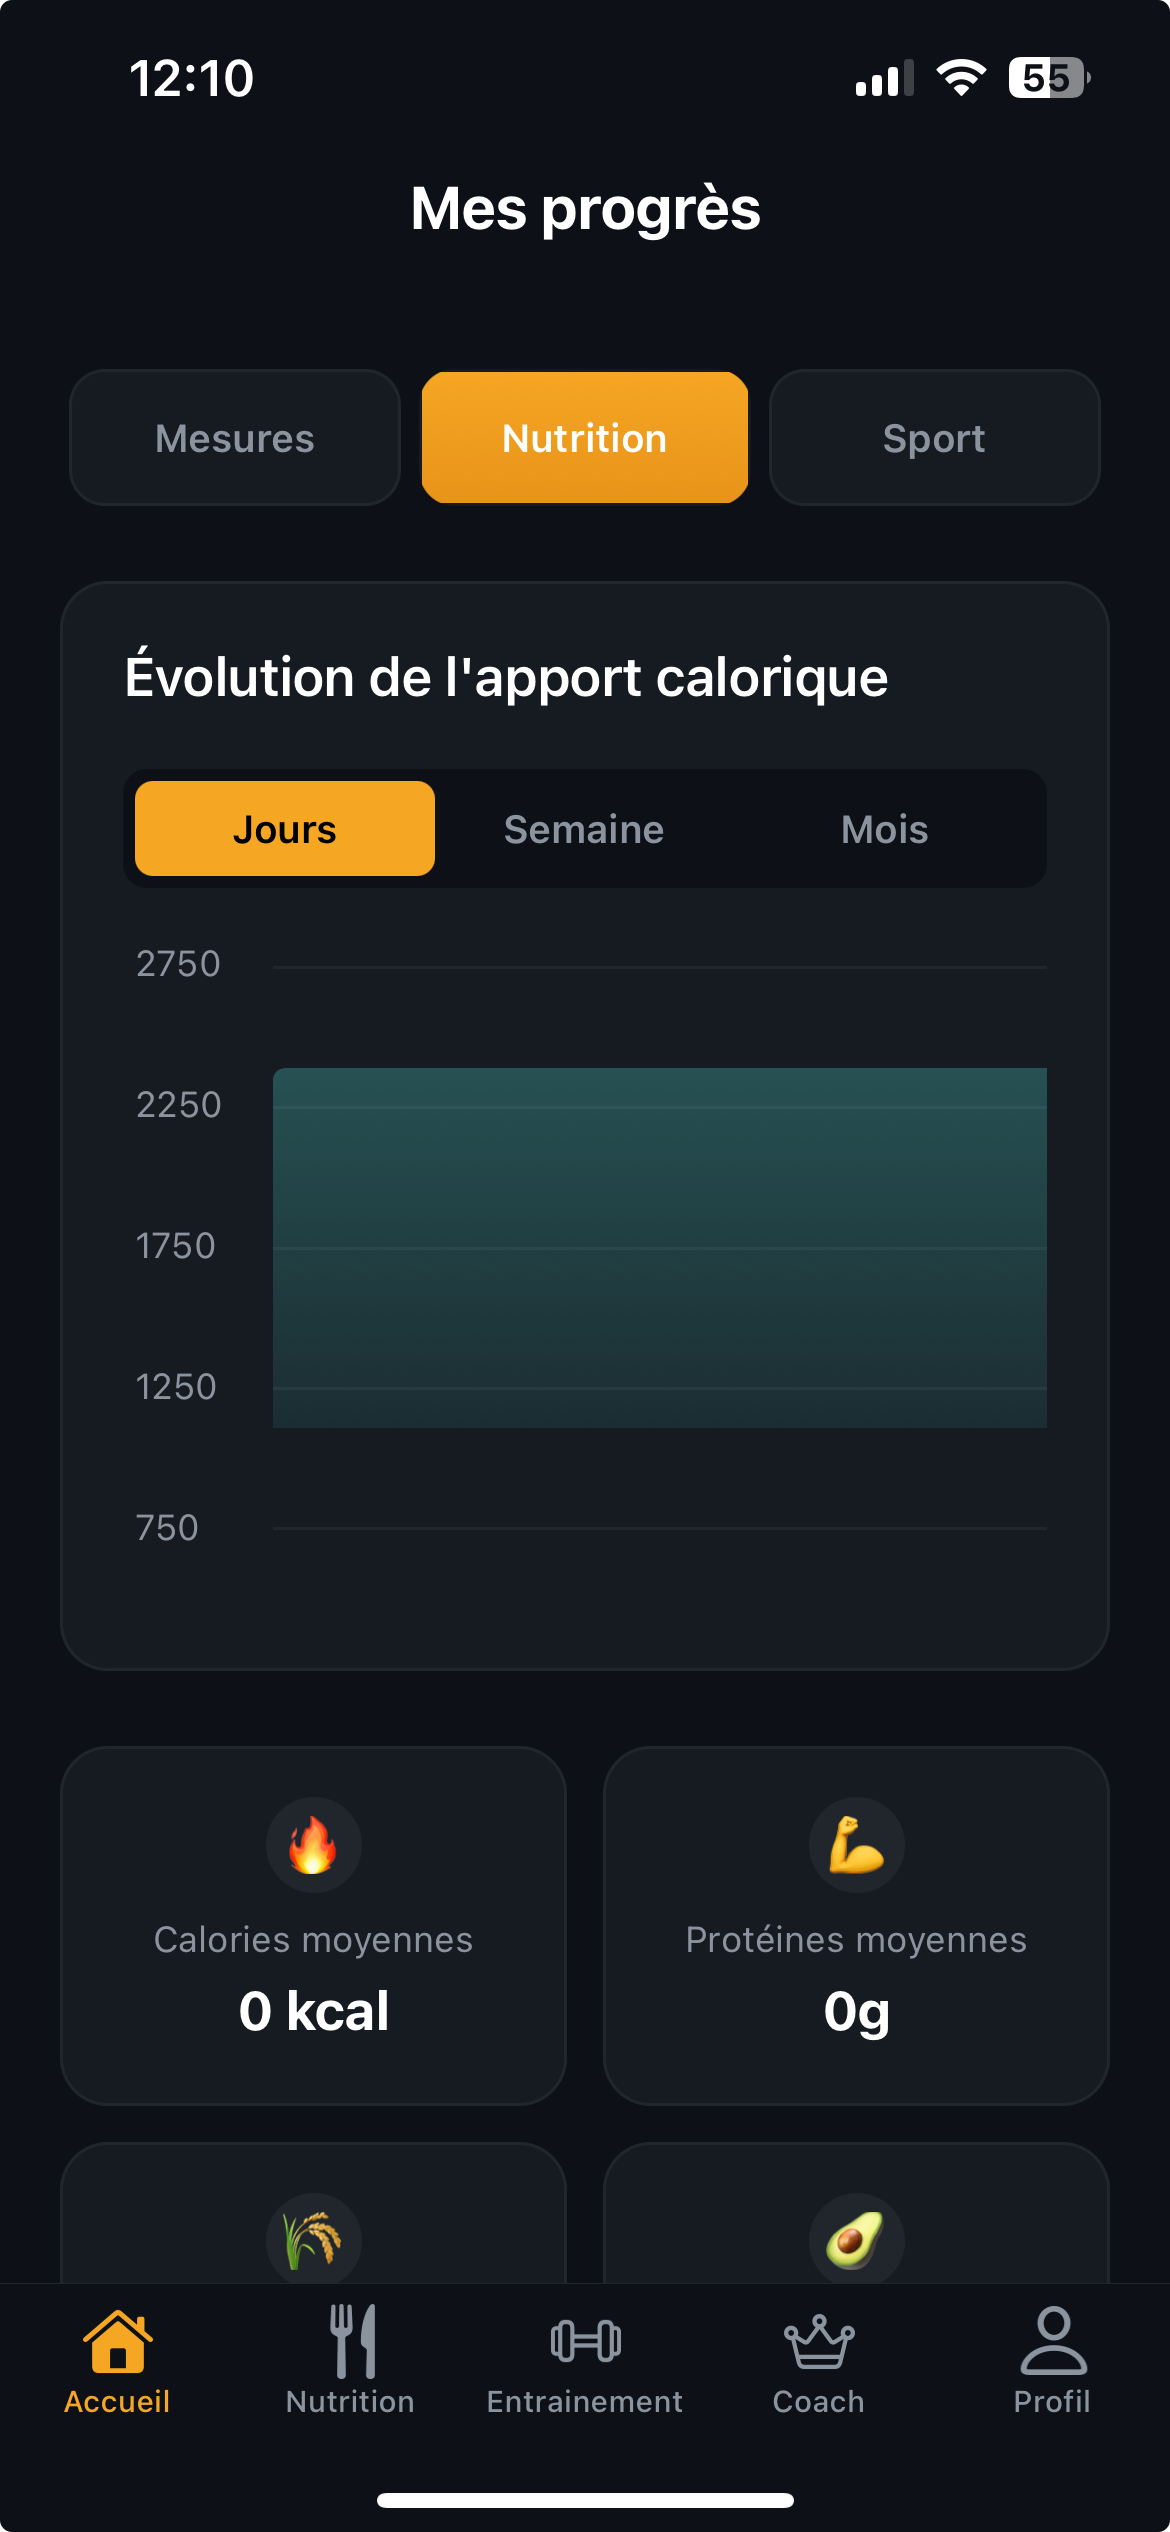 12:10
55
Mes progrès
Mesures
Nutrition
Sport
Évolution de l'apport calorique
Jours
Semaine
Mois
2750
2250
1750
1250
750
Calories moyennes
0 kcal
Protéines moyennes
0g
Accueil
Nutrition
Entrainement
Coach
Profil